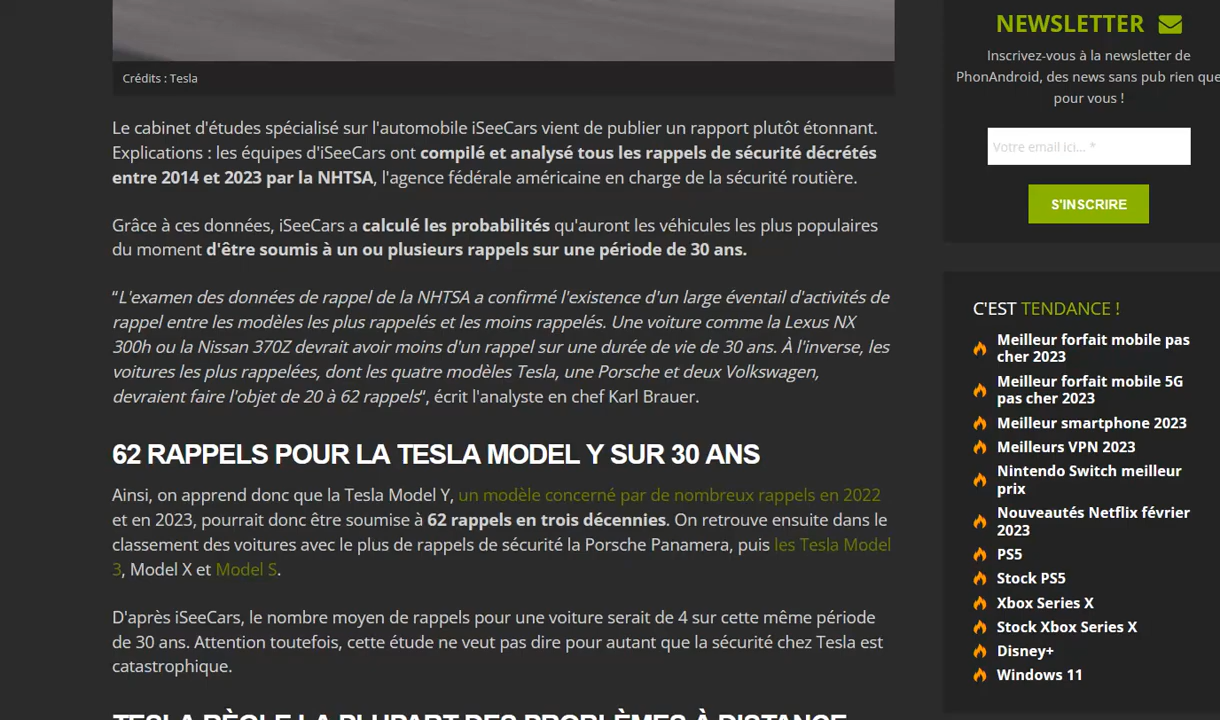 Crédits : Tesla
Le cabinet d'études spécialisé sur l'automobile iSeeCars vient de publier un rapport plutôt étonnant.
Explications : les équipes d'iSeeCars ont compilé et analysé tous les rappels de sécurité décrétés
entre 2014 et 2023 par la NHTSA, l'agence fédérale américaine en charge de la sécurité routière.
Grâce à ces données, iSeeCars a calculé les probabilités qu'auront les véhicules les plus populaires
du moment d'être soumis à un ou plusieurs rappels sur une période de 30 ans.
“L'examen des données de rappel de la NHTSA a confirmé l'existence d'un large éventail d'activités de
rappel entre les modèles les plus rappelés et les moins rappelés. Une voiture comme la Lexus NX
300h ou la Nissan 370Z devrait avoir moins d'un rappel sur une durée de vie de 30 ans. À l'inverse, les
voitures les plus rappelées, dont les quatre modèles Tesla, une Porsche et deux Volkswagen,
devraient faire l'objet de 20 à 62 rappels“, écrit l'analyste en chef Karl Brauer.
62 RAPPELS POUR LA TESLA MODEL Y SUR 30 ANS
Ainsi, on apprend donc que la Tesla Model Y, un modèle concerné par de nombreux rappels en 2022
et en 2023, pourrait donc être soumise à 62 rappels en trois décennies. On retrouve ensuite dans le
classement des voitures avec le plus de rappels de sécurité la Porsche Panamera, puis les Tesla Model
3, Model X et Model S.
D'après iSeeCars, le nombre moyen de rappels pour une voiture serait de 4 sur cette même période
de 30 ans. Attention toutefois, cette étude ne veut pas dire pour autant que la sécurité chez Tesla est
catastrophique.
TESLA RÈGLE LA PLUPART DES PROBLÈMES À DISTANCE
NEWSLETTER
Inscrivez-vous à la newsletter de
PhonAndroid, des news sans pub rien que
pour vous !
Votre email ici... *
S'INSCRIRE
C'EST TENDANCE !
Meilleur forfait mobile pas
cher 2023
Meilleur forfait mobile 5G
pas cher 2023
Meilleur smartphone 2023
Meilleurs VPN 2023
Nintendo Switch meilleur
prix
Nouveautés Netflix février
2023
PS5
Stock PS5
Xbox Series X
Stock Xbox Series X
Disney+
Windows 11